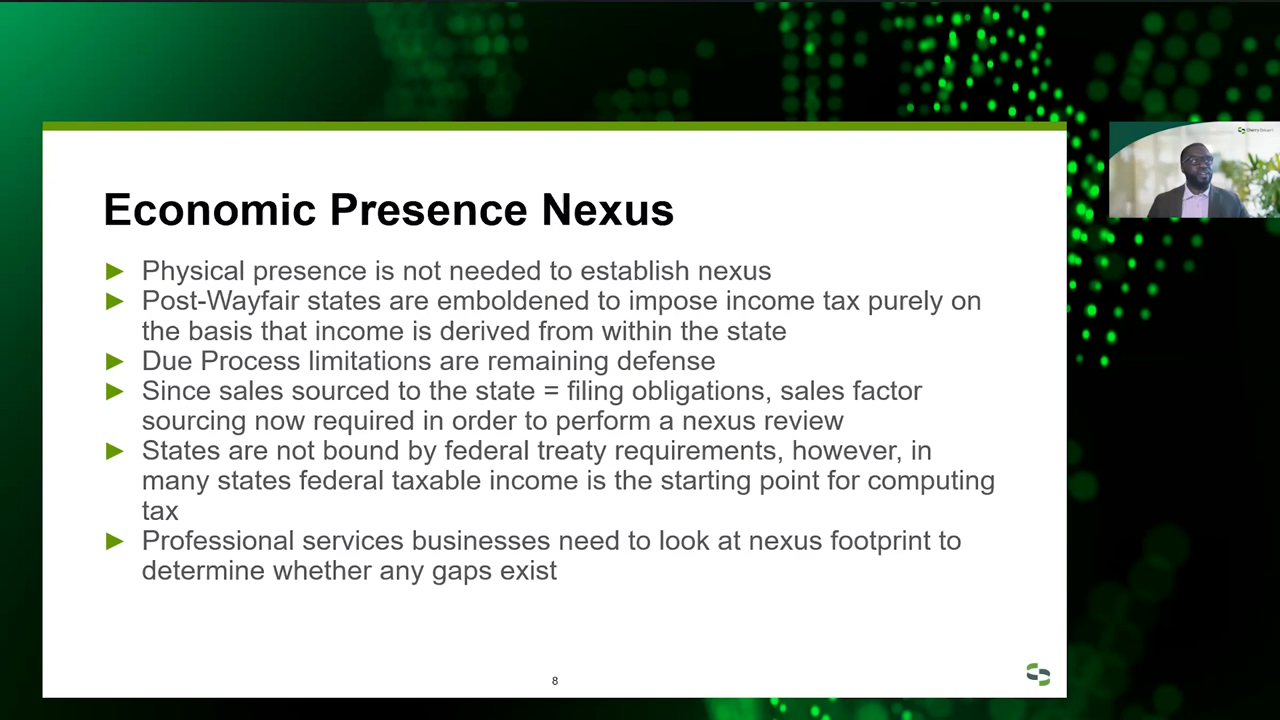 Economic Presence Nexus
► Physical presence is not needed to establish nexus
► Post-Wayfair states are emboldened to impose income tax purely on
the basis that income is derived from within the state
► Due Process limitations are remaining defense
► Since sales sourced to the state = filing obligations, sales factor
sourcing now required in order to perform a nexus review
► States are not bound by federal treaty requirements, however, in
many states federal taxable income is the starting point for computing
tax
► Professional services businesses need to look at nexus footprint to
determine whether any gaps exist
8